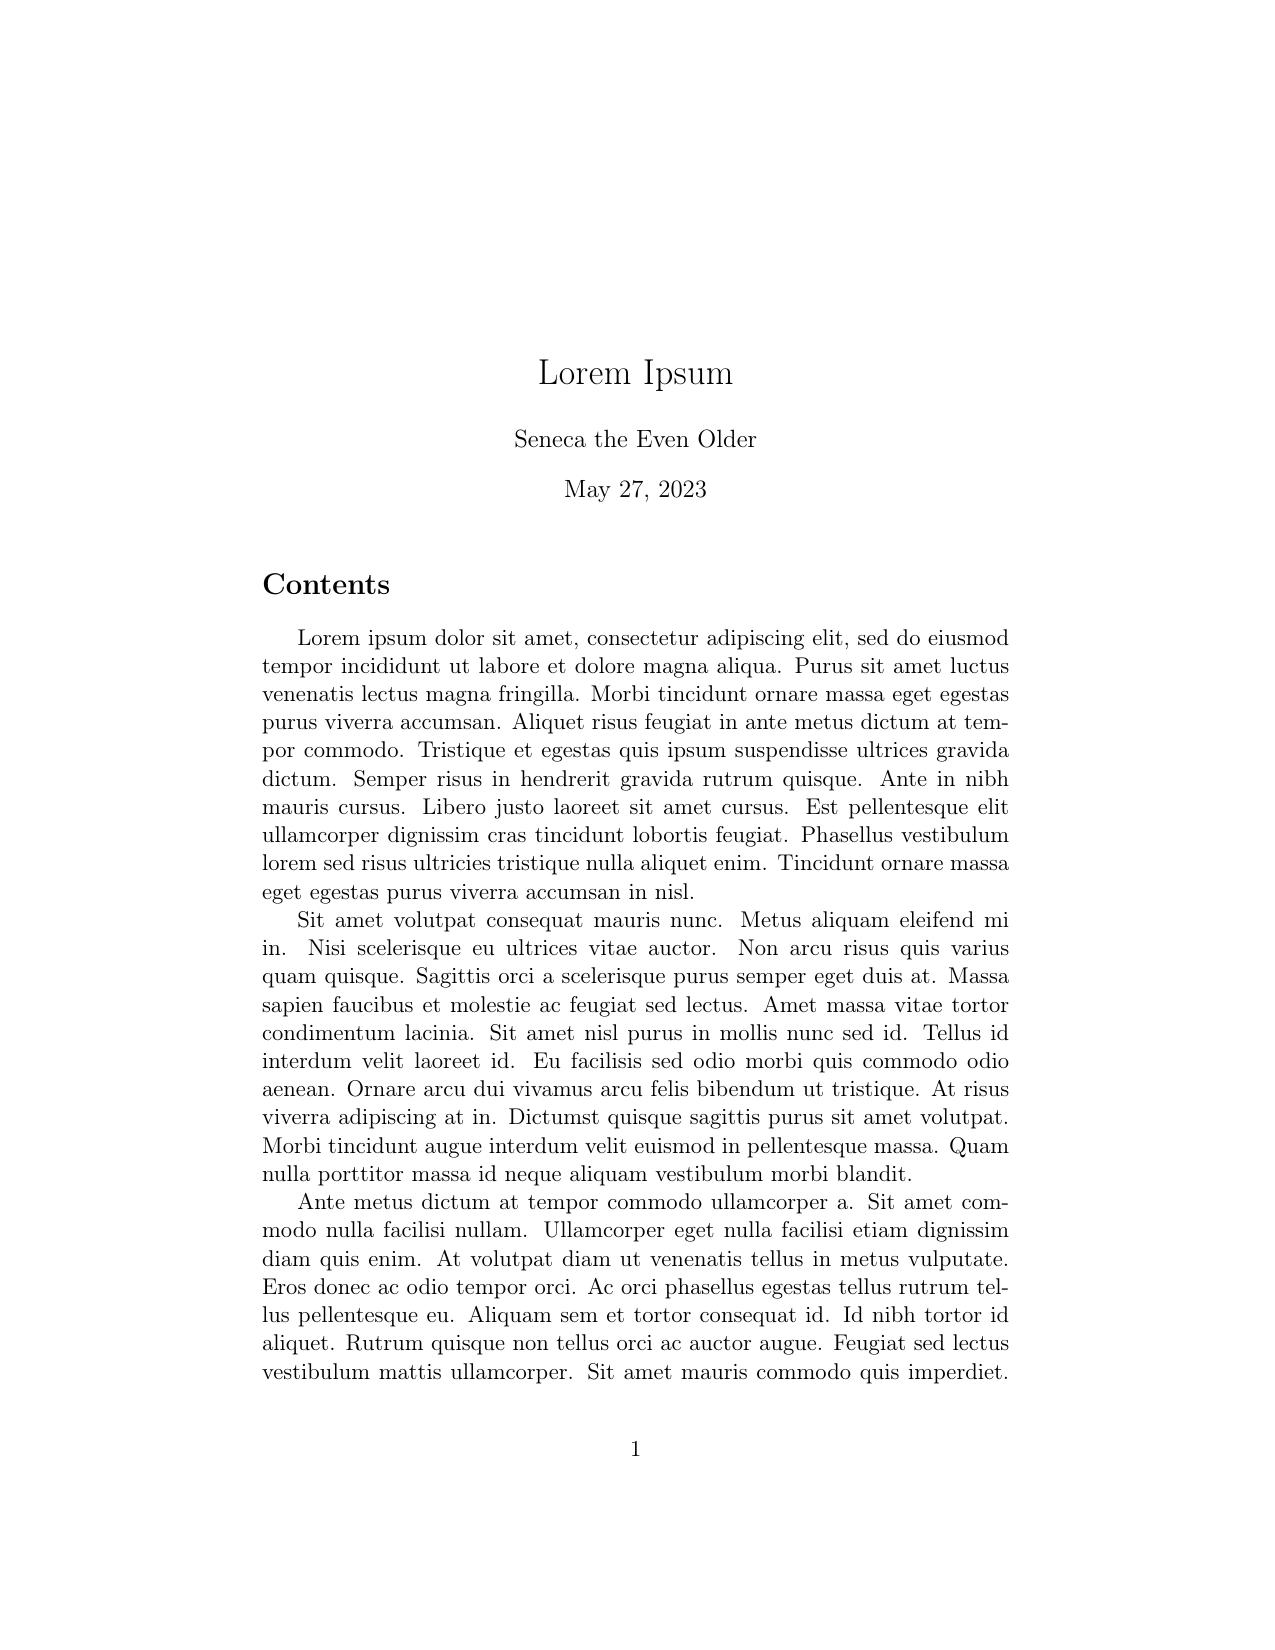 Lorem Ipsum
Seneca the Even Older
May 27, 2023
Contents
Lorem ipsum dolor sit amet, consectetur adipiscing elit, sed do eiusmod
tempor incididunt ut labore et dolore magna aliqua. Purus sit amet luctus
venenatis lectus magna fringilla. Morbi tincidunt ornare massa eget egestas
purus viverra accumsan. Aliquet risus feugiat in ante metus dictum at tem-
por commodo. Tristique et egestas quis ipsum suspendisse ultrices gravida
dictum. Semper risus in hendrerit gravida rutrum quisque. Ante in nibh
mauris cursus. Libero justo laoreet sit amet cursus. Est pellentesque elit
ullamcorper dignissim cras tincidunt lobortis feugiat. Phasellus vestibulum
lorem sed risus ultricies tristique nulla aliquet enim. Tincidunt ornare massa
eget egestas purus viverra accumsan in nisl.
Sit amet volutpat consequat mauris nunc. Metus aliquam eleifend mi
in. Nisi scelerisque eu ultrices vitae auctor. Non arcu risus quis varius
quam quisque. Sagittis orci a scelerisque purus semper eget duis at. Massa
sapien faucibus et molestie ac feugiat sed lectus. Amet massa vitae tortor
condimentum lacinia. Sit amet nisl purus in mollis nunc sed id. Tellus id
interdum velit laoreet id. Eu facilisis sed odio morbi quis commodo odio
aenean. Ornare arcu dui vivamus arcu felis bibendum ut tristique. At risus
viverra adipiscing at in. Dictumst quisque sagittis purus sit amet volutpat.
Morbi tincidunt augue interdum velit euismod in pellentesque massa. Quam
nulla porttitor massa id neque aliquam vestibulum morbi blandit.
Ante metus dictum at tempor commodo ullamcorper a. Sit amet com-
modo nulla facilisi nullam. Ullamcorper eget nulla facilisi etiam dignissim
diam quis enim. At volutpat diam ut venenatis tellus in metus vulputate.
Eros donec ac odio tempor orci. Ac orci phasellus egestas tellus rutrum tel-
lus pellentesque eu. Aliquam sem et tortor consequat id. Id nibh tortor id
aliquet. Rutrum quisque non tellus orci ac auctor augue. Feugiat sed lectus
vestibulum mattis ullamcorper. Sit amet mauris commodo quis imperdiet.
1